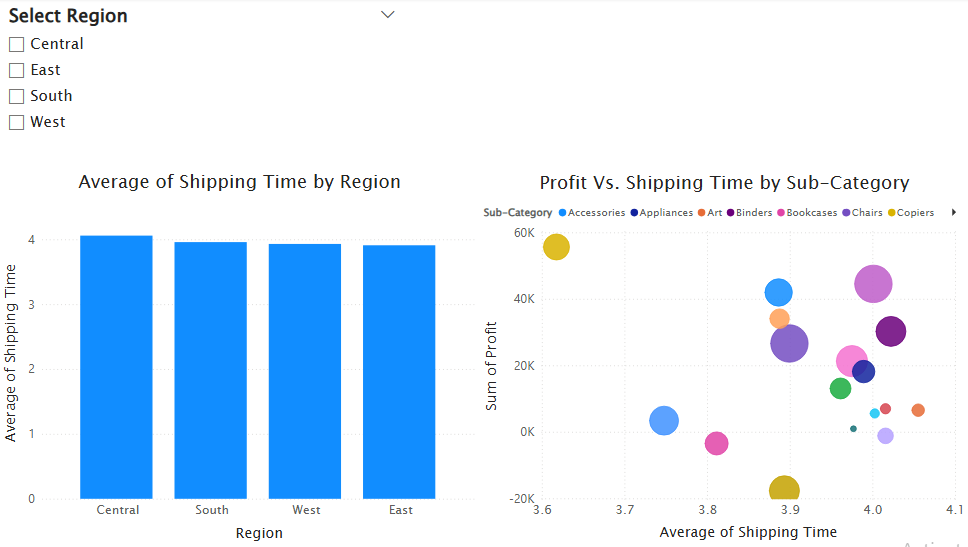 Select Region
Central
East
South
West
Average of Shipping Time by Region
Average of Shipping Time
4
3
2
1
0
Central South West East
Region
Profit Vs. Shipping Time by Sub-Category
Sub-Category Accessories Appliances Art Binders Bookcases Chairs Copiers
Sum of Profit
60K
40K
20K
0K
-20K
3.6 3.7 3.8 3.9 4.0 4.1
Average of Shipping Time